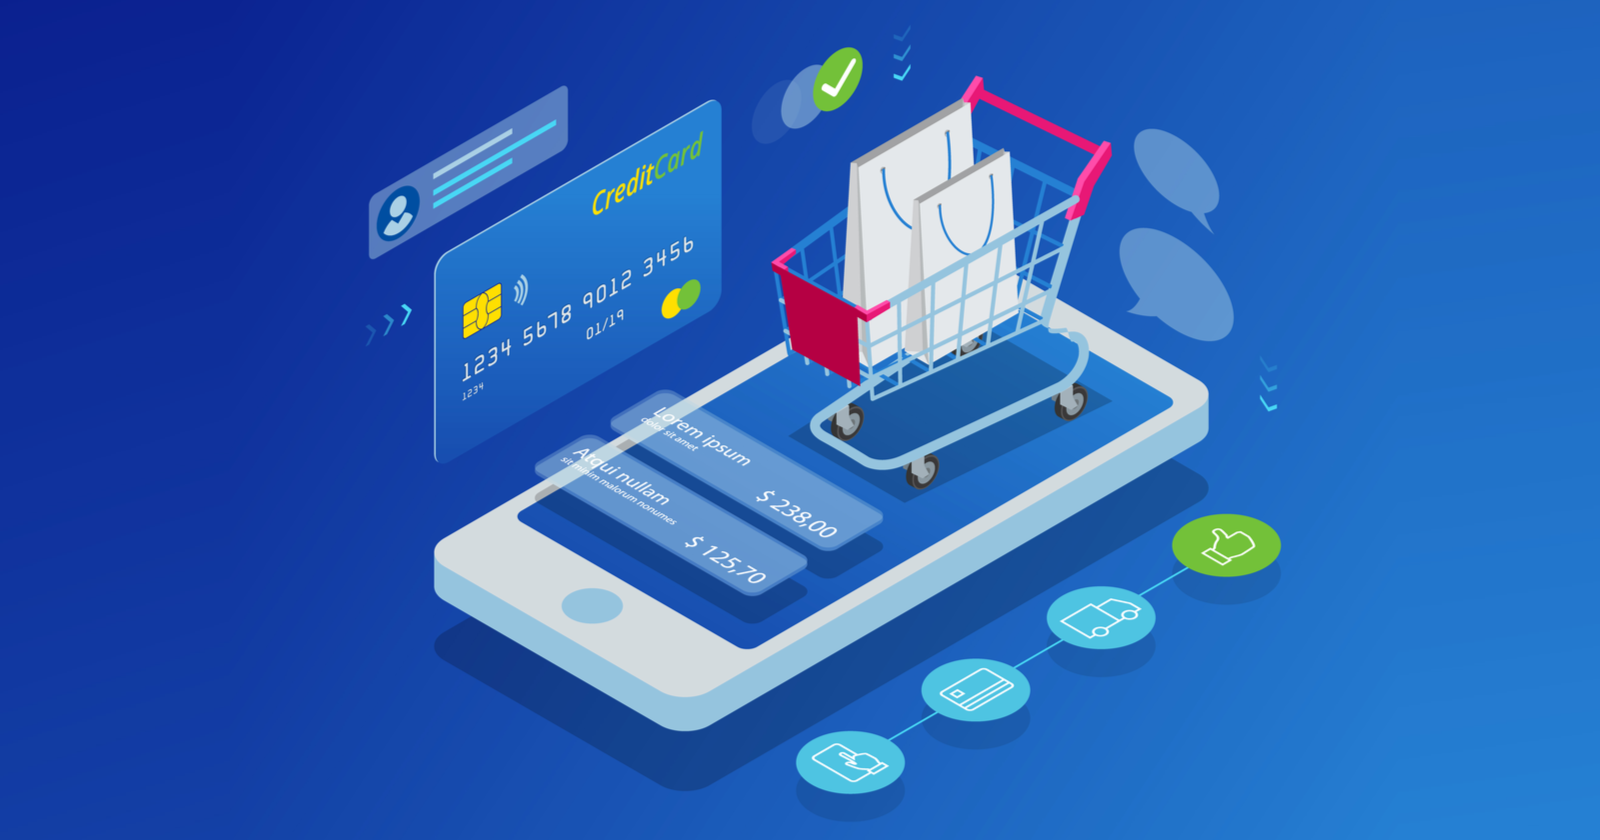 CreditCard
1234 5678 9012 3456
01/19
1234
Lorem ipsum
dolor sit amet
$ 238,00
Atqui nullam
sit minim malorum nonumes
$ 125,70